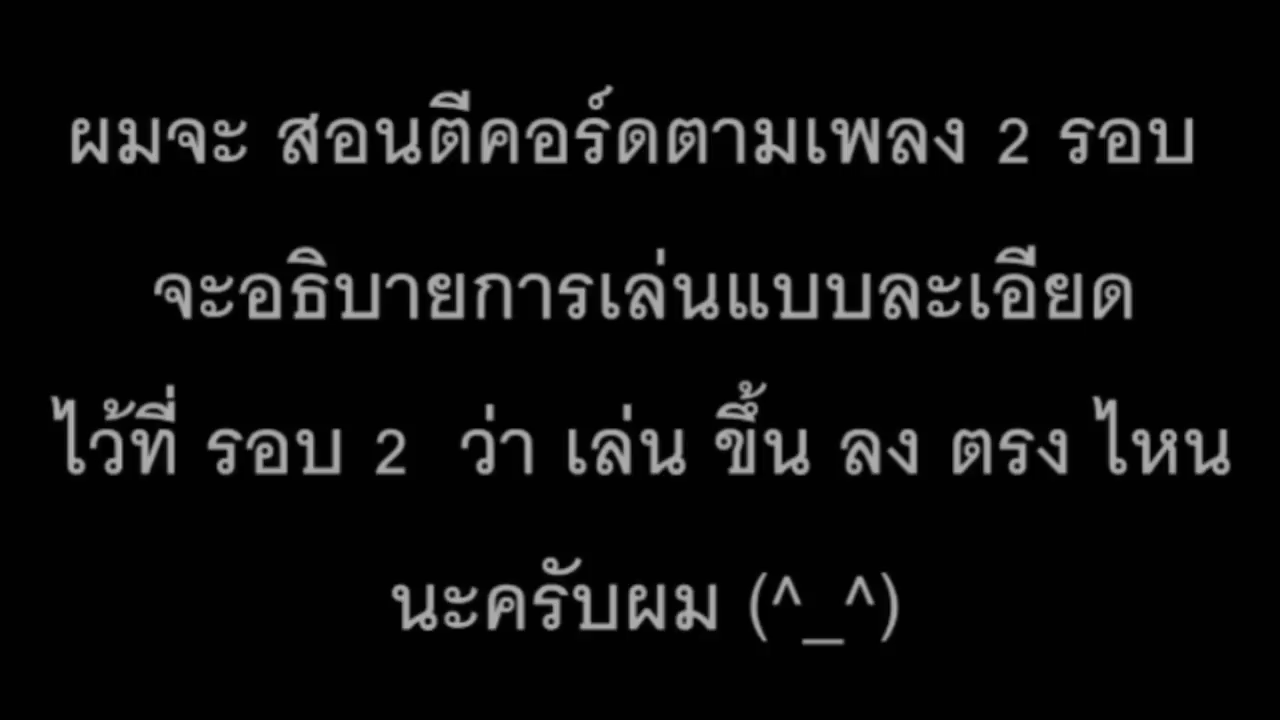 ผมจะ สอนตีคอร์ดตามเพลง 2 รอบ
จะอธิบายการเล่นแบบละเอียด
ไว้ที่ รอบ 2 ว่า เล่น ขึ้น ลง ตรง ไหน
นะครับผม (^_^)